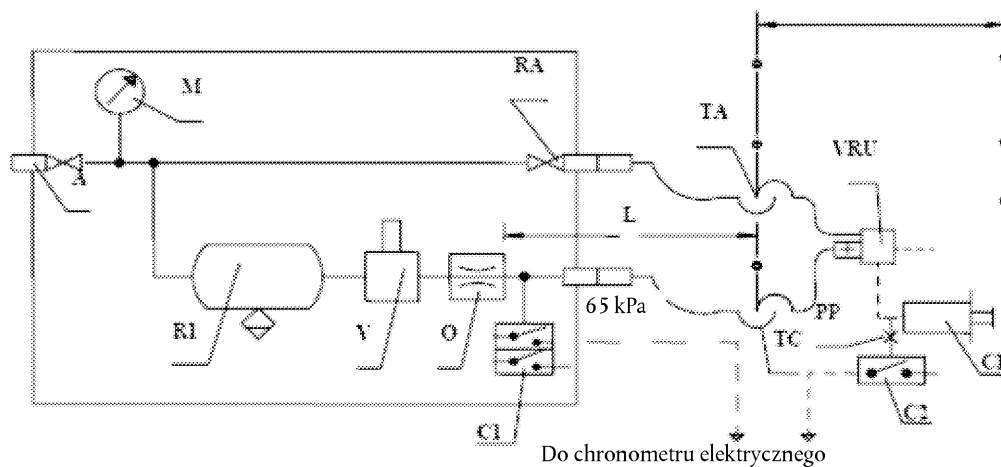 M
RA
TA
VRU
A
L
65 kPa
PP
R1
V
O
TC
C1
C2
Do chronometru elektrycznego